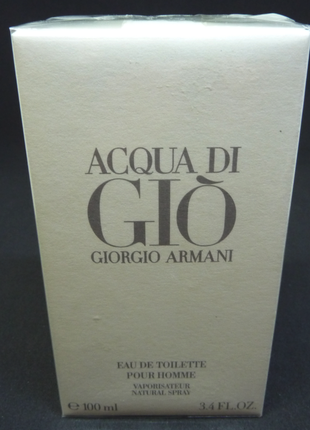 ACQUA DI
GIÒ
GIORGIO ARMANI
EAU DE TOILETTE
POUR HOMME
VAPORISATEUR
NATURAL SPRAY
℮ 100 ml 3.4 FL. OZ.